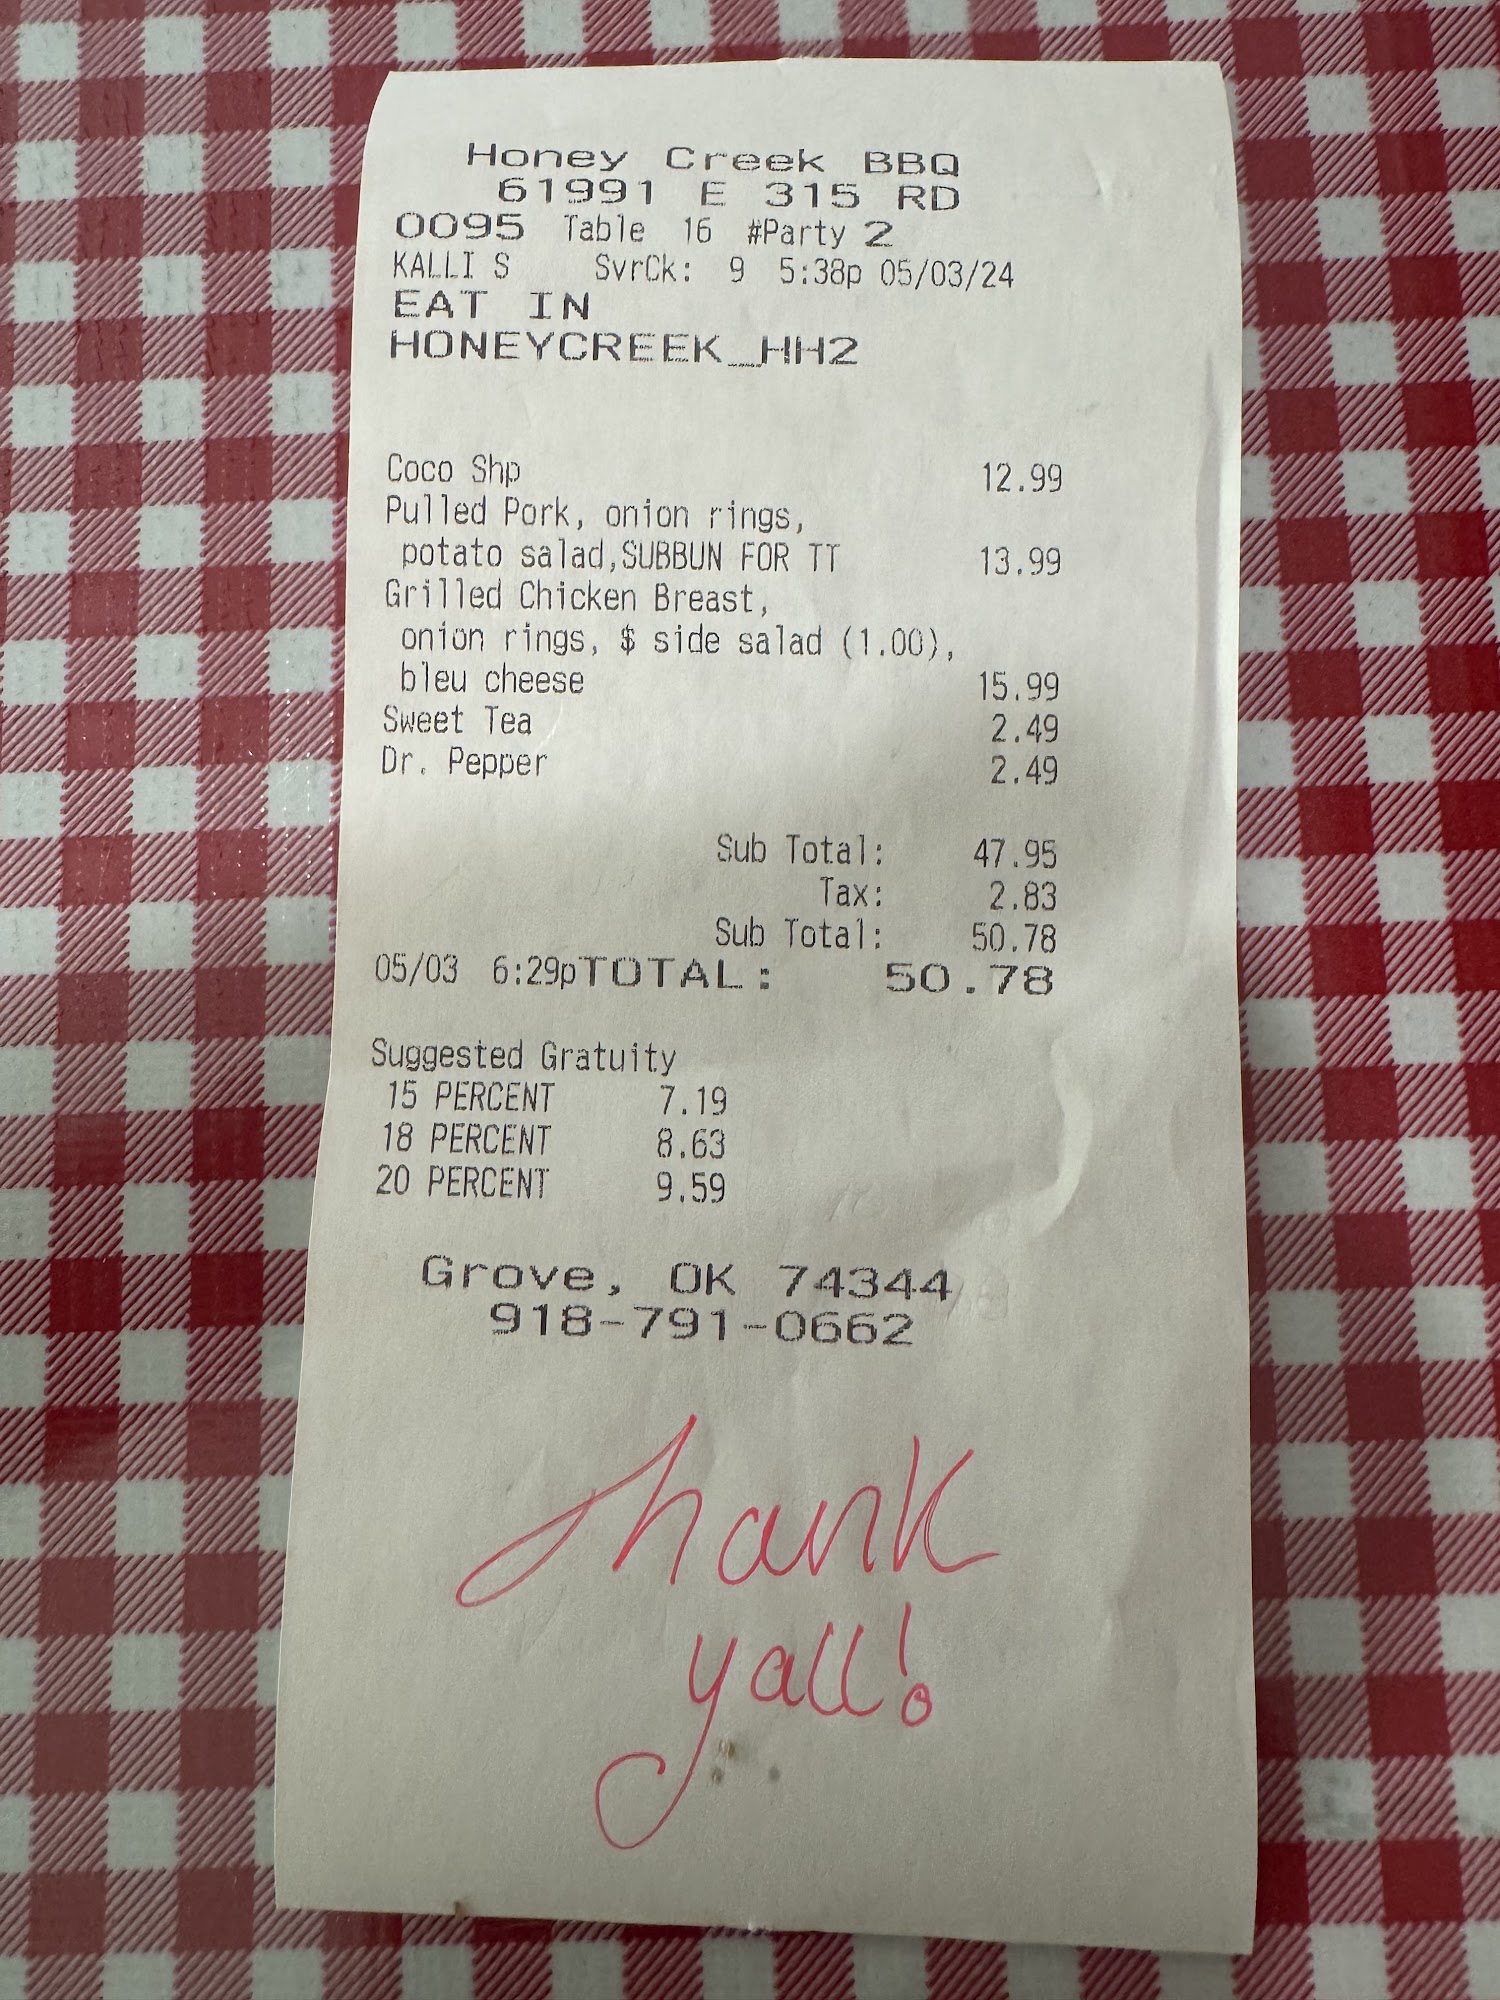 Honey Creek BBQ
61991 E 315 RD
0095 Table 16 #Party 2
KALLI S SvrCk: 9 5:38p 05/03/24
EAT IN
HONEYCREEK_HH2
Coco Shp 12.99
Pulled Pork, onion rings,
potato salad,SUBBUN FOR TT 13.99
Grilled Chicken Breast,
onion rings, $ side salad (1.00),
bleu cheese 15.99
Sweet Tea 2.49
Dr. Pepper 2.49
Sub Total: 47.95
Tax: 2.83
Sub Total: 50.78
05/03 6:29pTOTAL: 50.78
Suggested Gratuity
15 PERCENT 7.19
18 PERCENT 8.63
20 PERCENT 9.59
Grove, OK 74344
918-791-0662
Thank
yall!